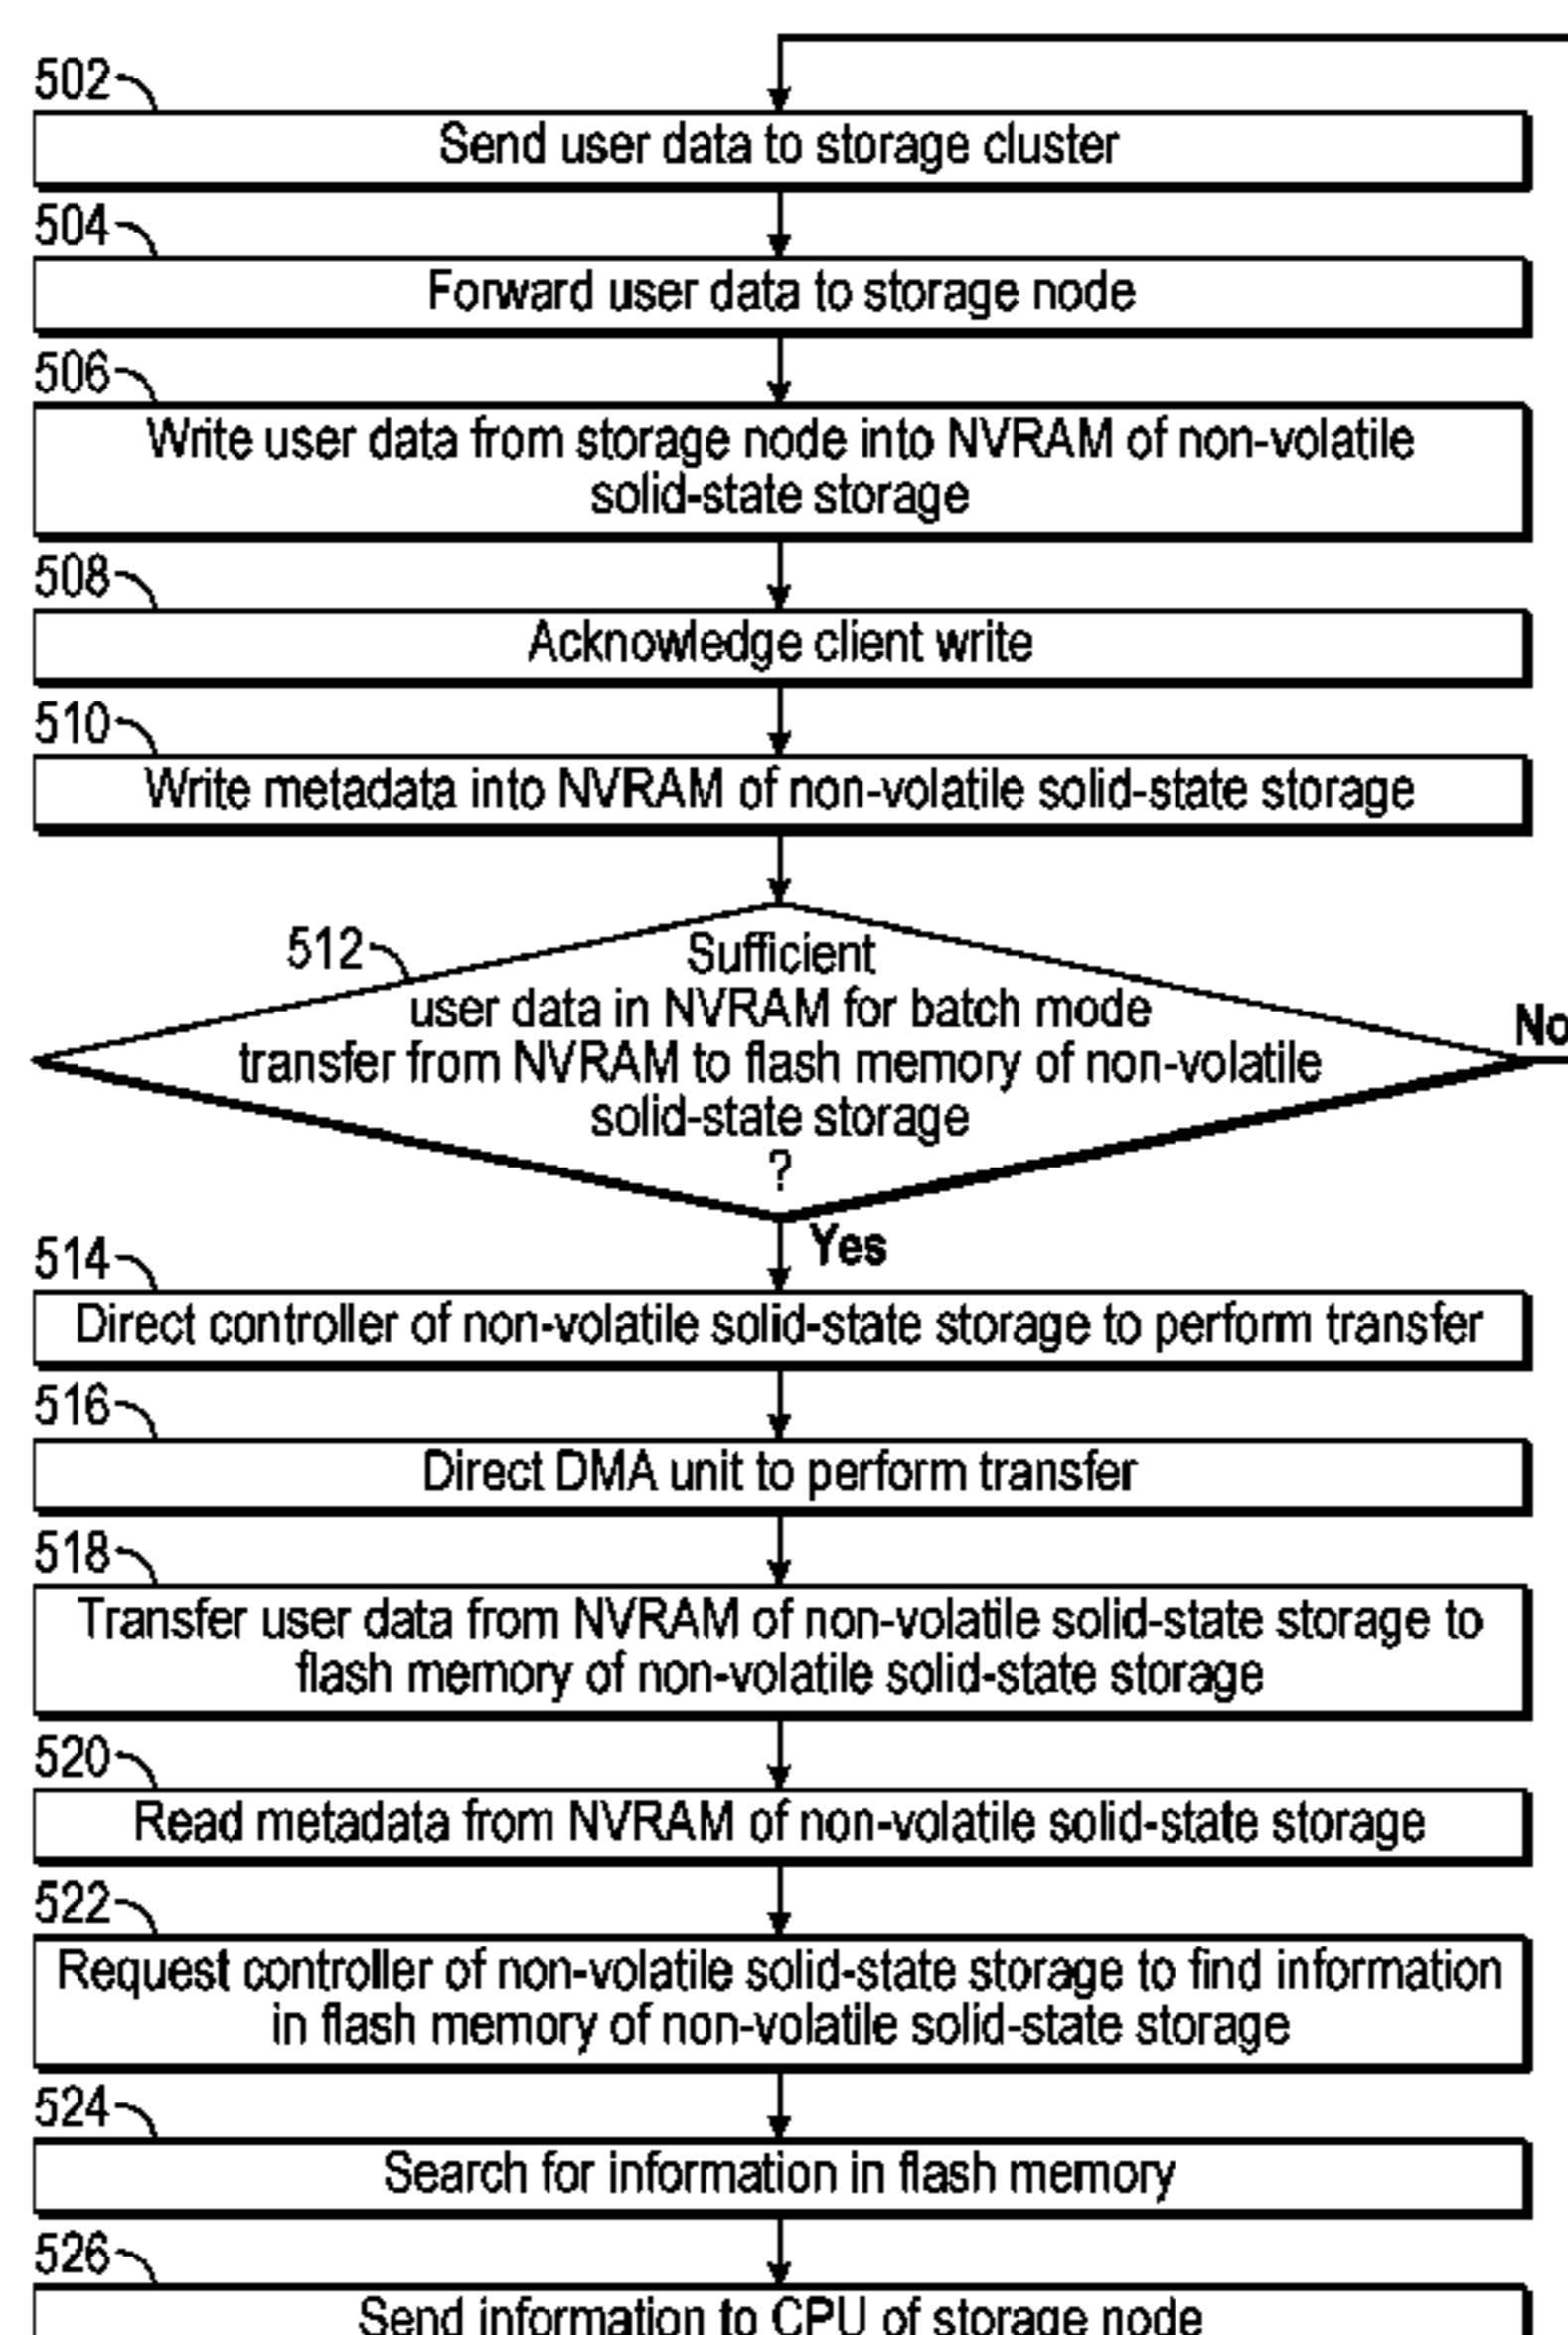 502
Send user data to storage cluster
504
Forward user data to storage node
506
Write user data from storage node into NVRAM of non-volatile
solid-state storage
508
Acknowledge client write
510
Write metadata into NVRAM of non-volatile solid-state storage
512
Sufficient
user data in NVRAM for batch mode
transfer from NVRAM to flash memory of non-volatile
solid-state storage
?
No
Yes
514
Direct controller of non-volatile solid-state storage to perform transfer
516
Direct DMA unit to perform transfer
518
Transfer user data from NVRAM of non-volatile solid-state storage to
flash memory of non-volatile solid-state storage
520
Read metadata from NVRAM of non-volatile solid-state storage
522
Request controller of non-volatile solid-state storage to find information
in flash memory of non-volatile solid-state storage
524
Search for information in flash memory
526
Send information to CPU of storage node